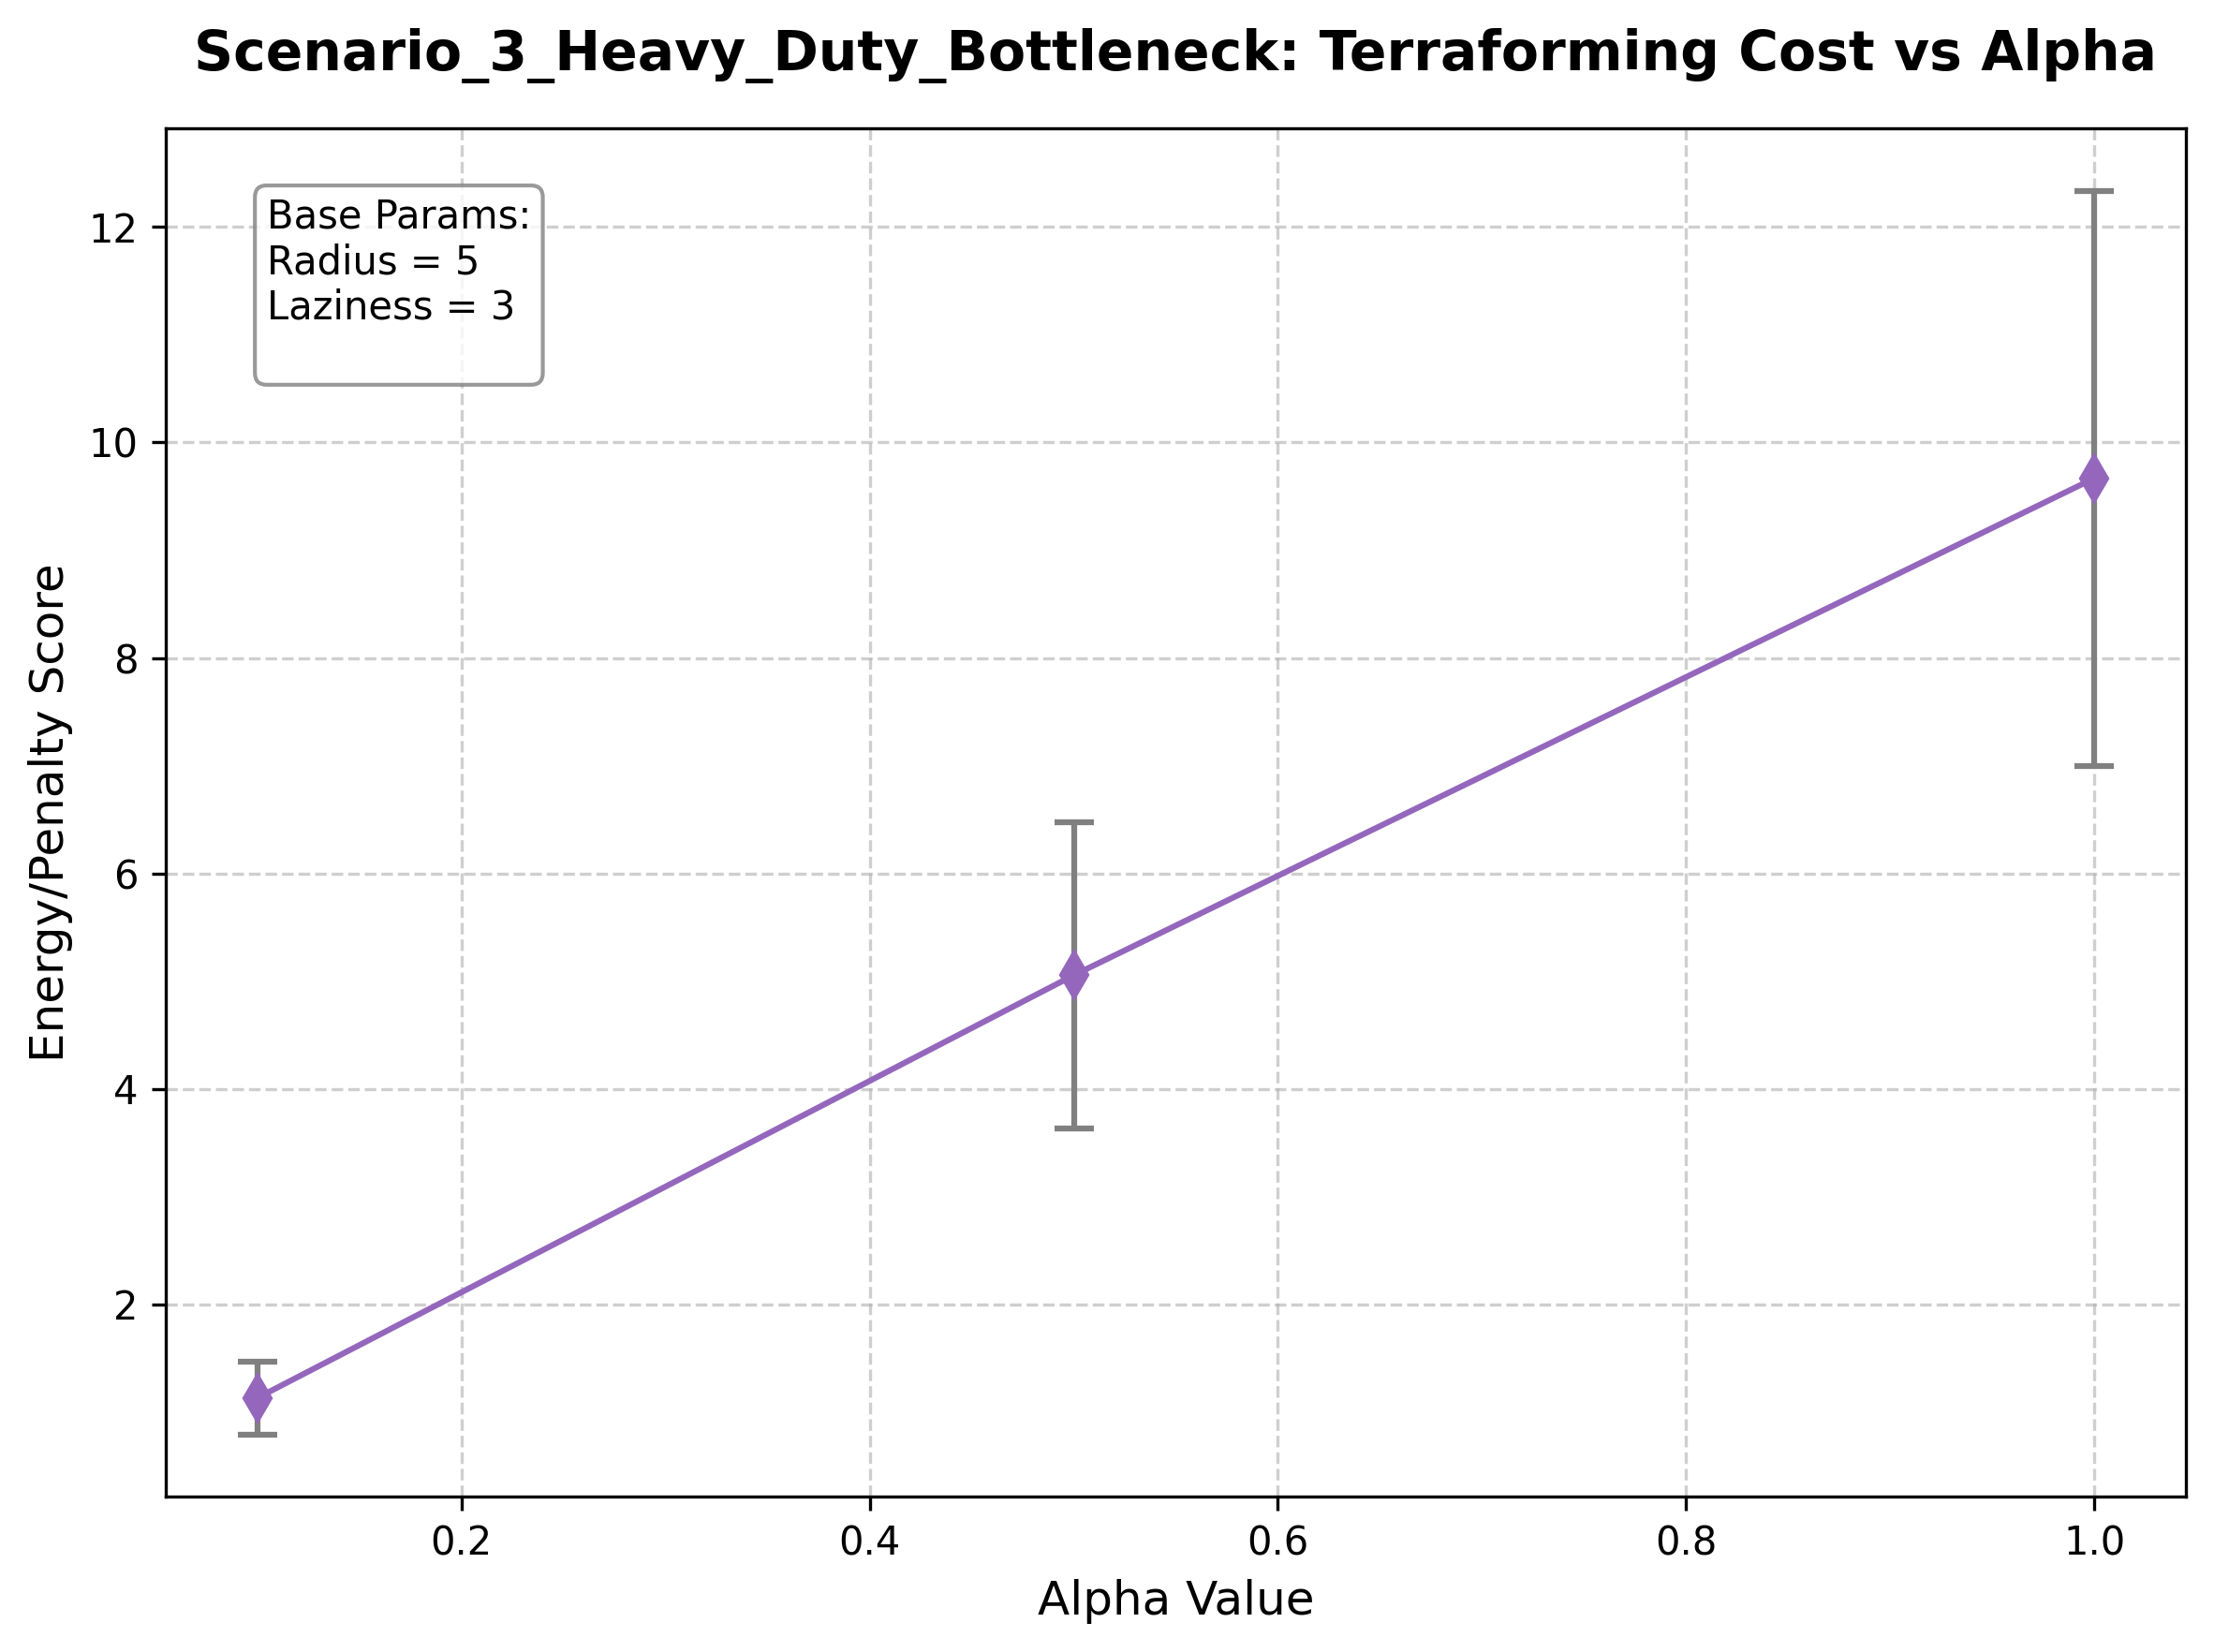 Scenario_3_Heavy_Duty_Bottleneck: Terraforming Cost vs Alpha
Base Params:
Radius = 5
Laziness = 3
Energy/Penalty Score
12
10
8
6
4
2
0.2
0.4
0.6
0.8
1.0
Alpha Value